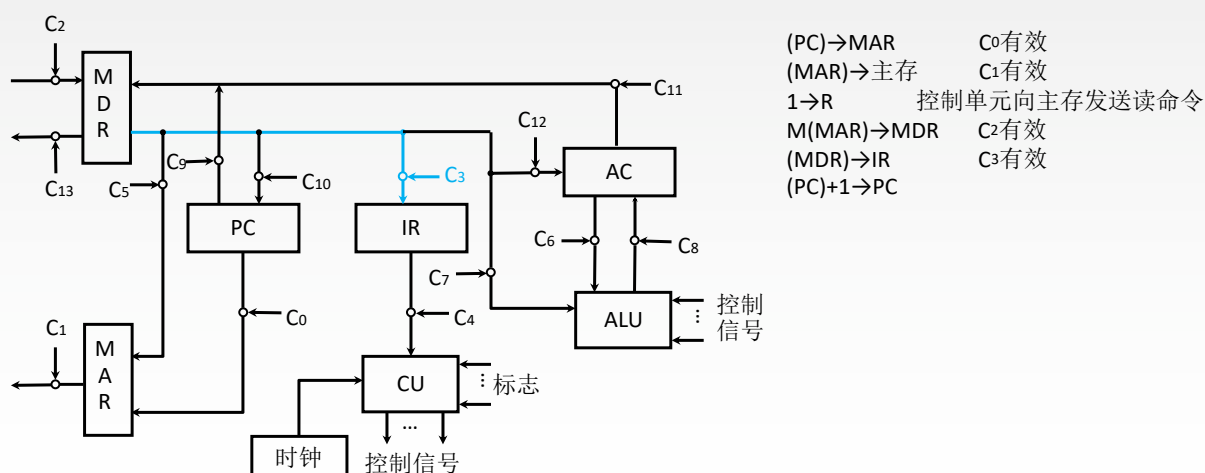 C2
MDR
C11
C12
C9
C13
C5
C10
C3
AC
PC
IR
C6
C8
C7
C1
C0
C4
ALU
控制
信号
...
MAR
CU
...
标志
...
时钟
控制信号
(PC)→MAR C0有效
(MAR)→主存 C1有效
1→R 控制单元向主存发送读命令
M(MAR)→MDR C2有效
(MDR)→IR C3有效
(PC)+1→PC